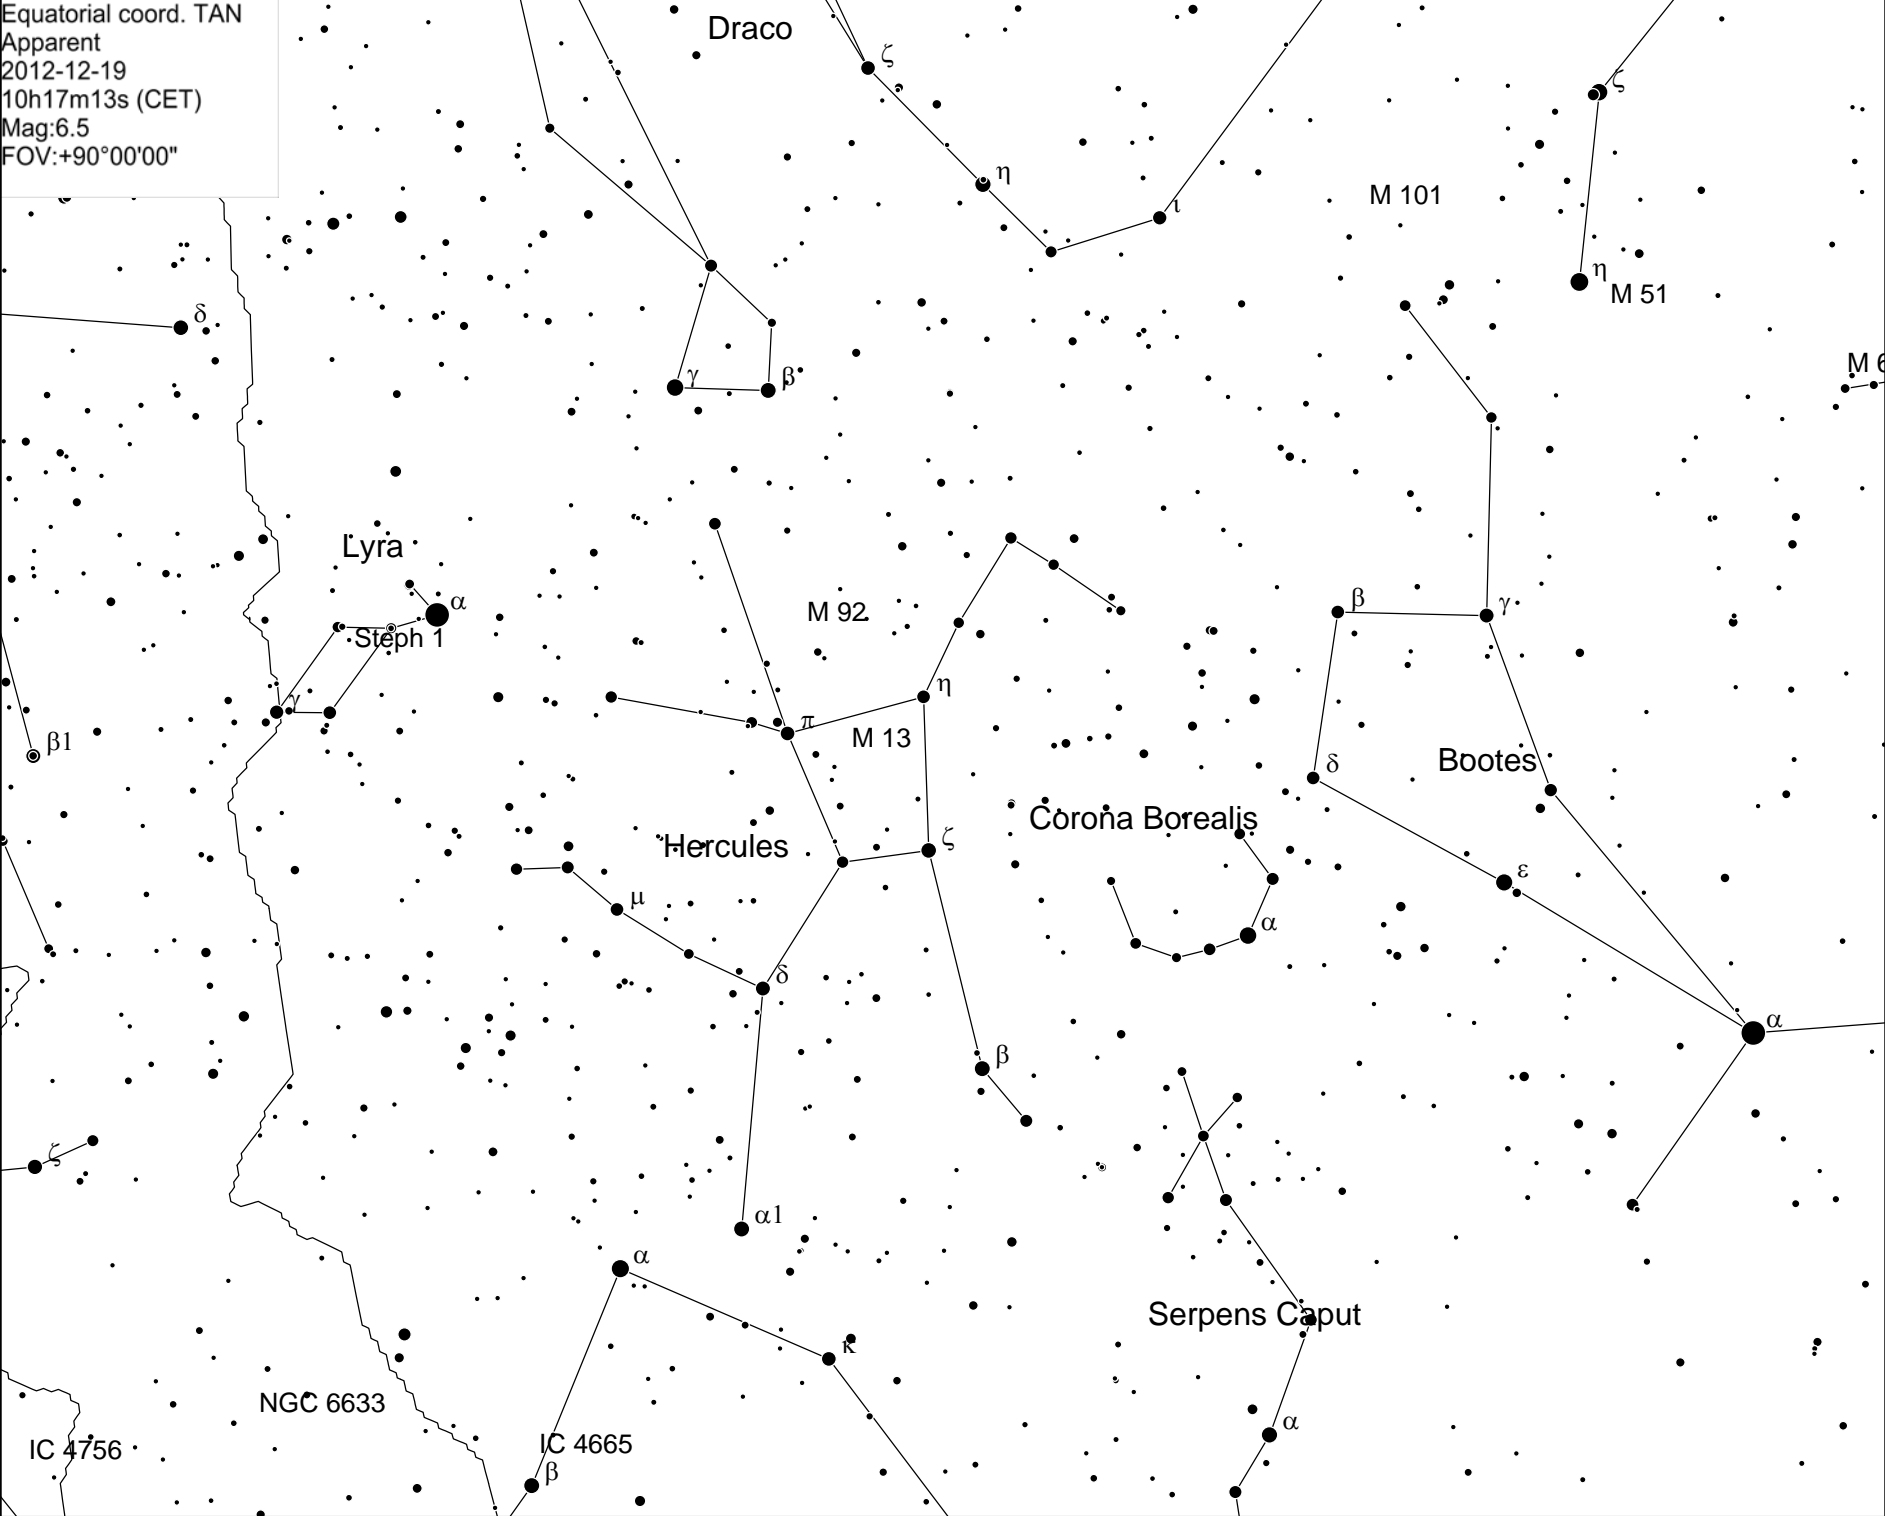 Equatorial coord. TAN
Apparent
2012-12-19
10h17m13s (CET)
Mag:6.5
FOV:+90°00'00"
Draco
ζ
ζ
η
M 101
ι
η
M 51
δ
γ
β
M 6
Lyra
α
β
γ
M 92
Steph 1
η
γ
π
β1
M 13
Bootes
δ
Corona Borealis
ζ
Hercules
ε
μ
α
δ
α
β
ζ
α1
α
Serpens Caput
κ
NGC 6633
α
IC 4665
IC 4756
β